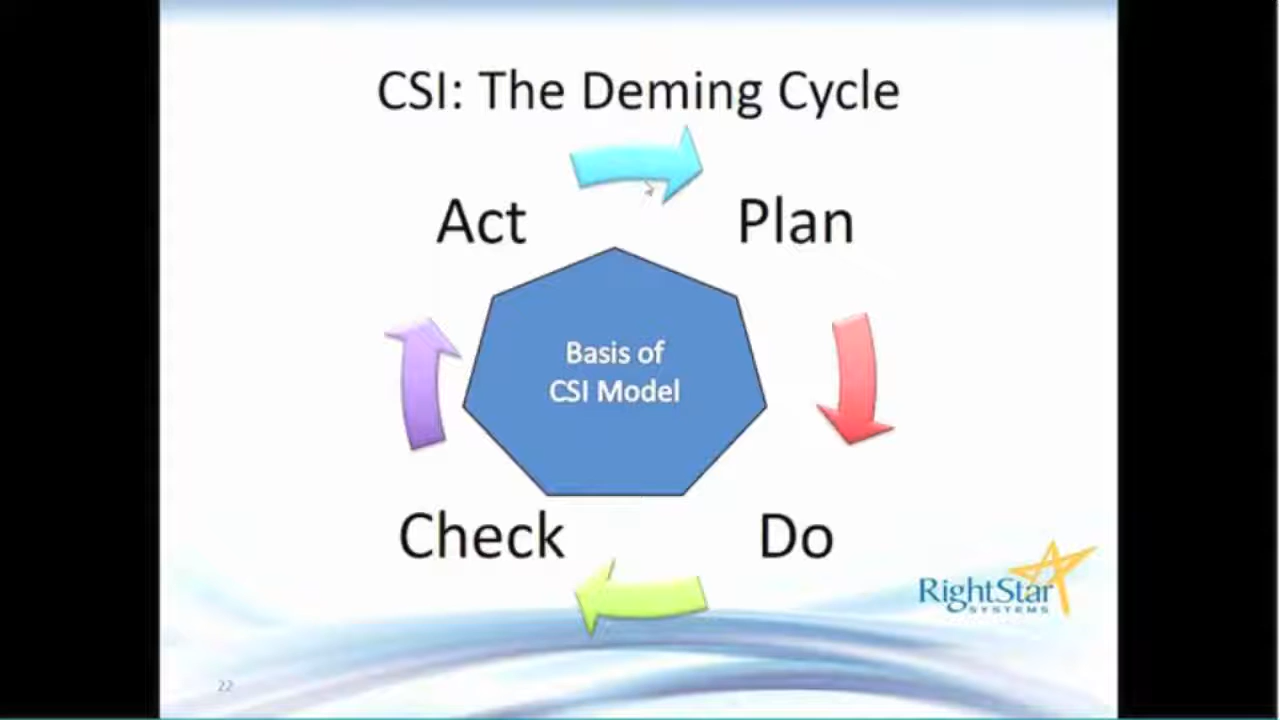 CSI: The Deming Cycle
Act
Plan
Basis of
CSI Model
Check
Do
RightStar
SYSTEMS
22